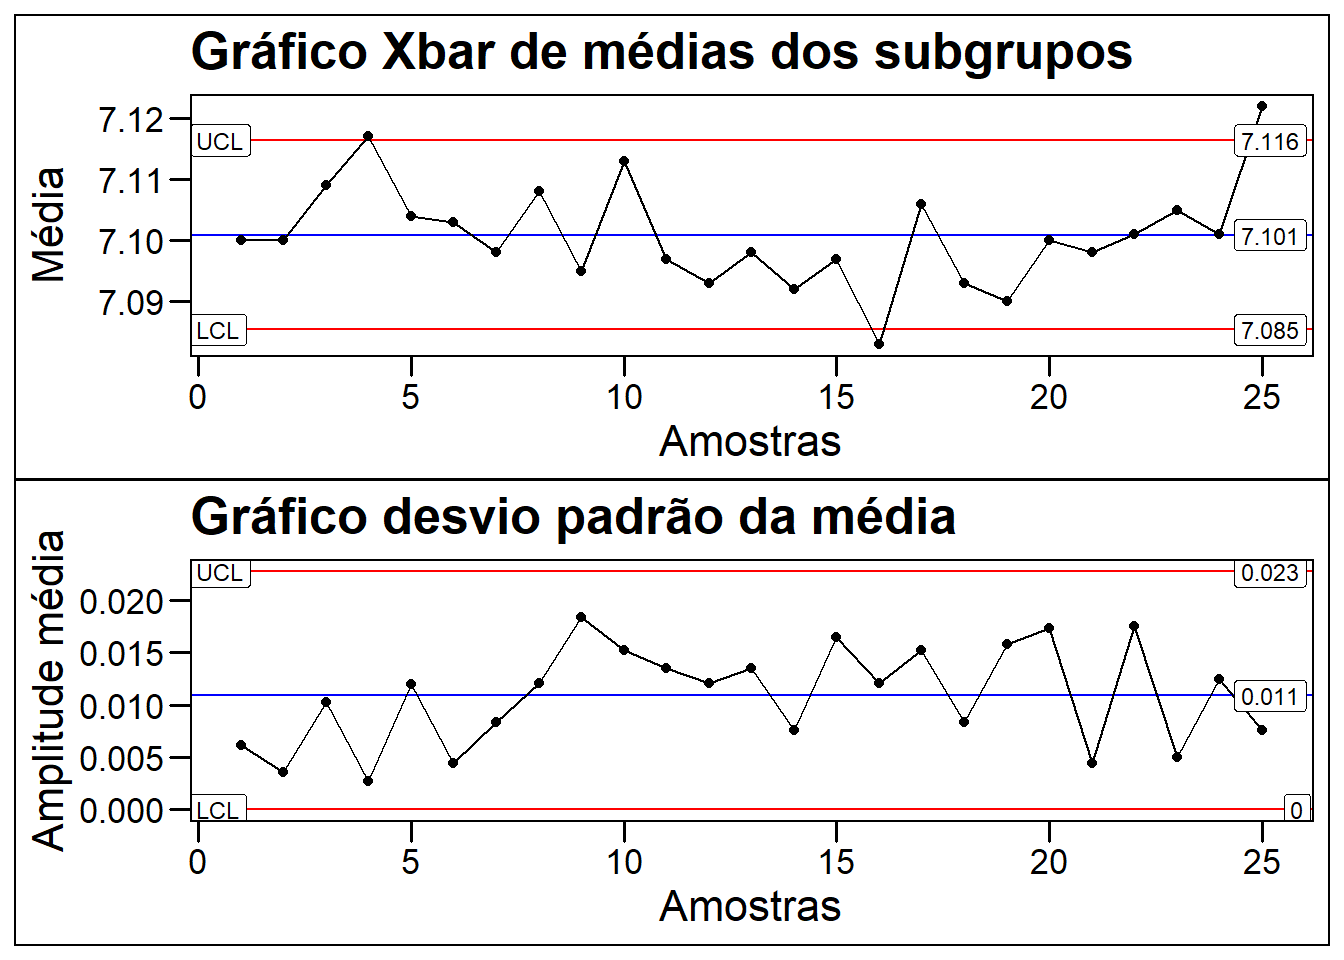 Gráfico Xbar de médias dos subgrupos
Média
7.12
7.11
7.10
7.09
UCL
7.116
7.101
LCL
7.085
0 5 10 15 20 25
Amostras
Gráfico desvio padrão da média
Amplitude média
0.020
0.015
0.010
0.005
0.000
UCL
0.023
0.011
LCL
0
0 5 10 15 20 25
Amostras